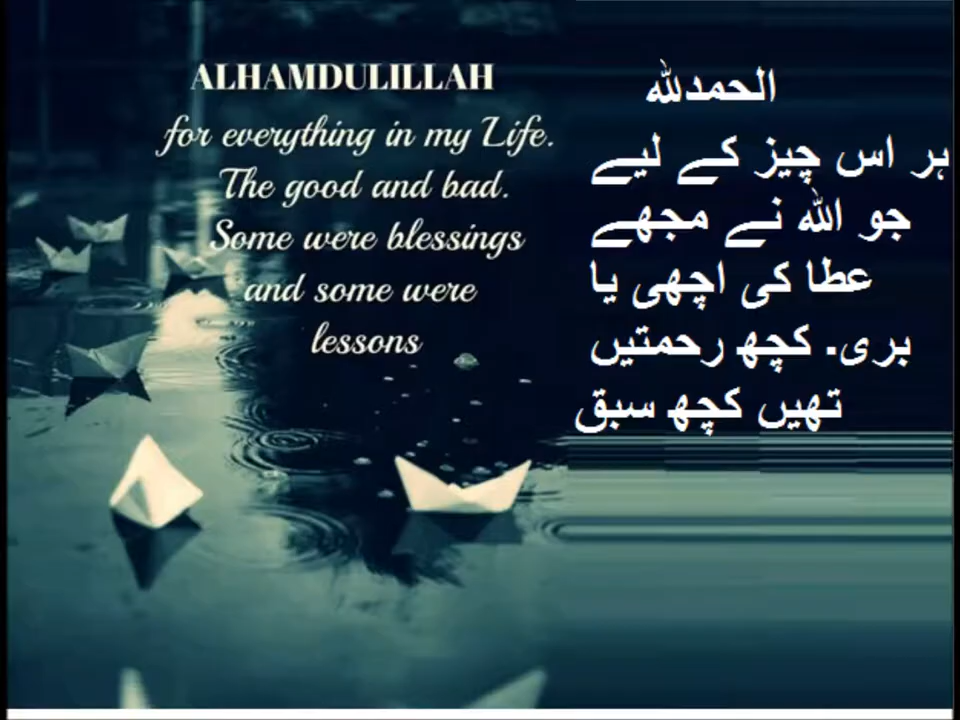 ALHAMDULILLAH
for everything in my Life.
The good and bad.
Some were blessings
and some were
lessons
الحمدللہ
ہر اس چیز کے لیے
جو اللہ نے مجھے
عطا کی اچھی یا
بری. کچھ رحمتیں
تھیں کچھ سبق